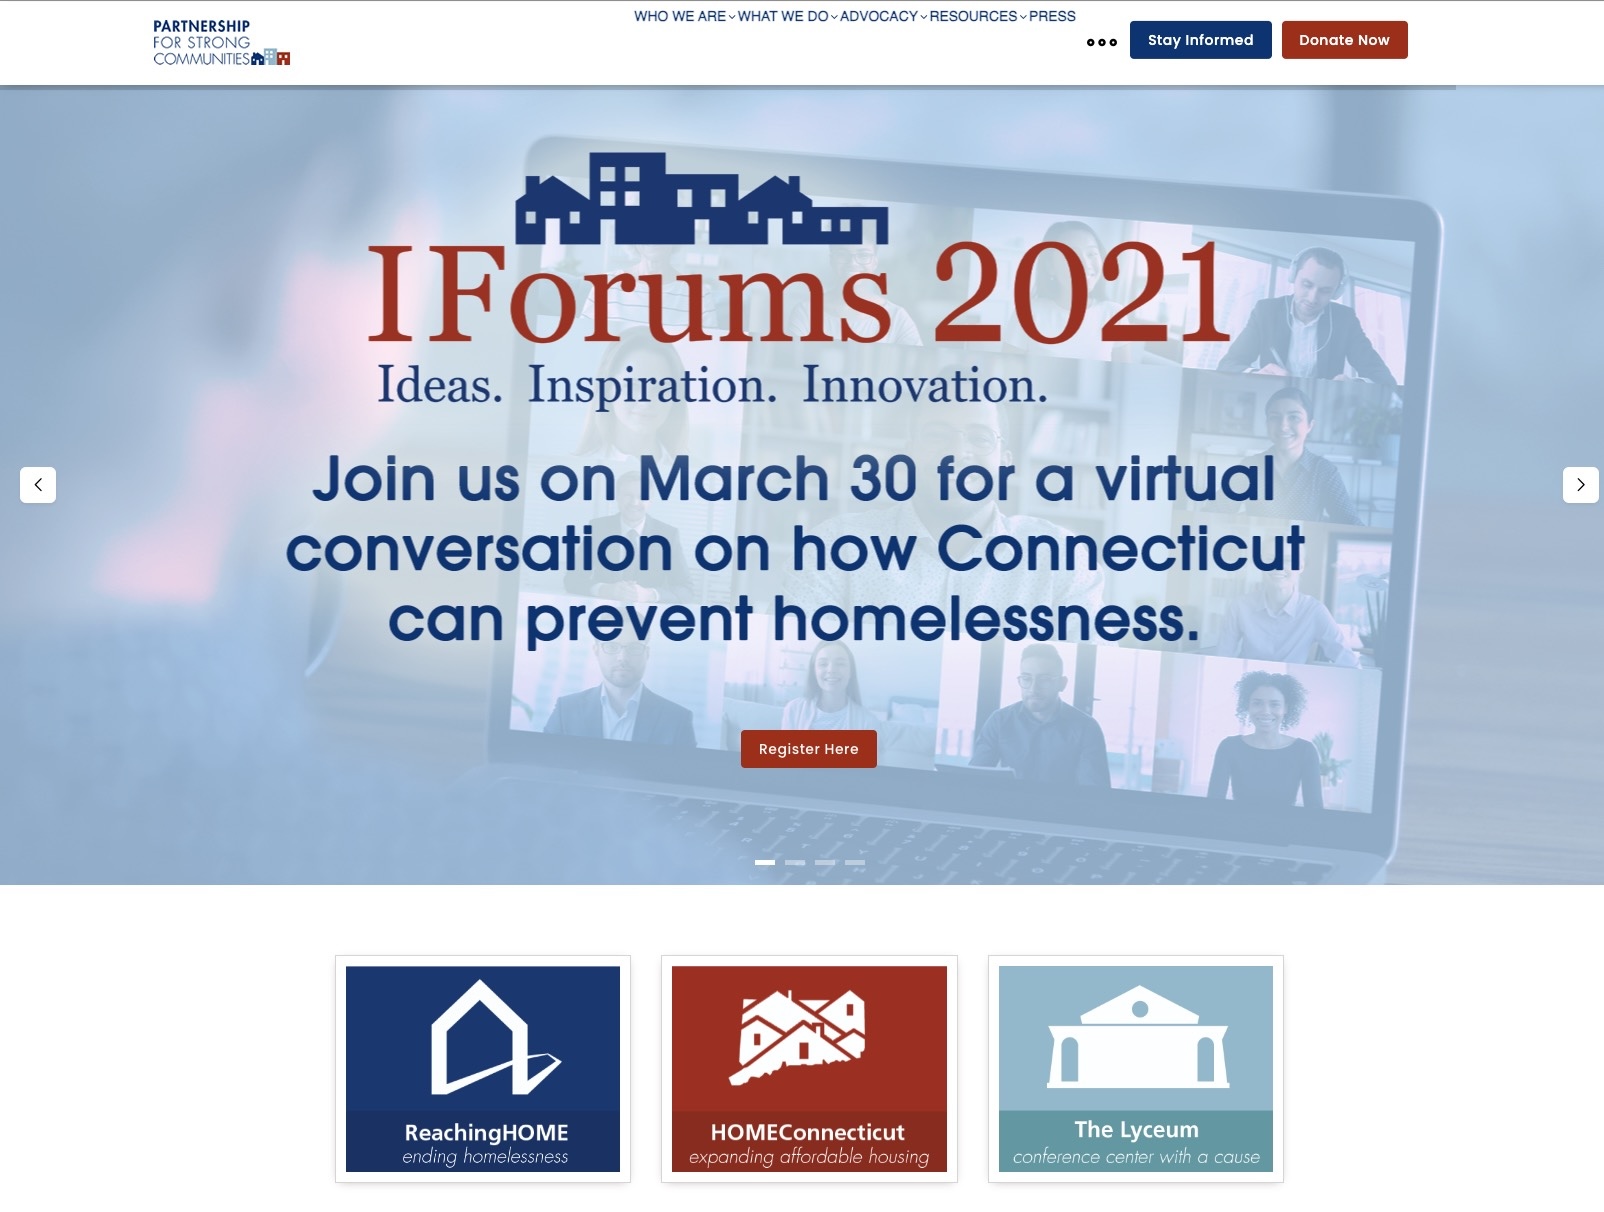 PARTNERSHIP
FOR STRONG
COMMUNITIES
WHO WE ARE WHAT WE DO ADVOCACY RESOURCES PRESS
Stay Informed
Donate Now
IForums 2021
Ideas. Inspiration. Innovation.
Join us on March 30 for a virtual
conversation on how Connecticut
can prevent homelessness.
Register Here
ReachingHOME
ending homelessness
HOMEConnecticut
expanding affordable housing
The Lyceum
conference center with a cause